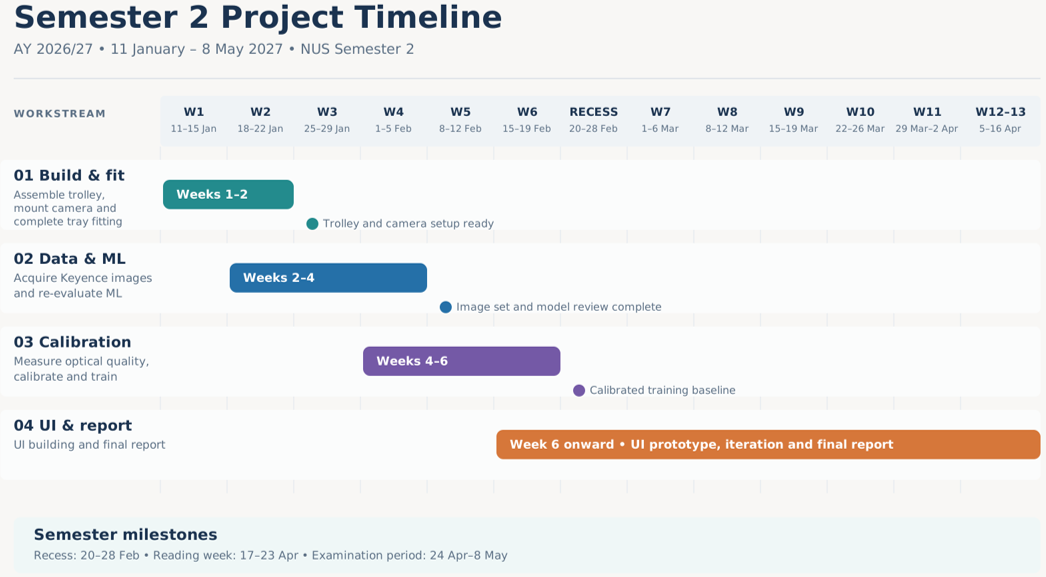 Semester 2 Project Timeline
AY 2026/27 • 11 January – 8 May 2027 • NUS Semester 2
WORKSTREAM
W1 W2 W3 W4 W5 W6 RECESS W7 W8 W9 W10 W11 W12–13
11–15 Jan 18–22 Jan 25–29 Jan 1–5 Feb 8–12 Feb 15–19 Feb 20–28 Feb 1–6 Mar 8–12 Mar 15–19 Mar 22–26 Mar 29 Mar–2 Apr 5–16 Apr
01 Build & fit
Assemble trolley,
mount camera and
complete tray fitting
Weeks 1–2
Trolley and camera setup ready
02 Data & ML
Acquire Keyence images
and re-evaluate ML
Weeks 2–4
Image set and model review complete
03 Calibration
Measure optical quality,
calibrate and train
Weeks 4–6
Calibrated training baseline
04 UI & report
UI building and final report
Week 6 onward • UI prototype, iteration and final report
Semester milestones
Recess: 20–28 Feb • Reading week: 17–23 Apr • Examination period: 24 Apr–8 May